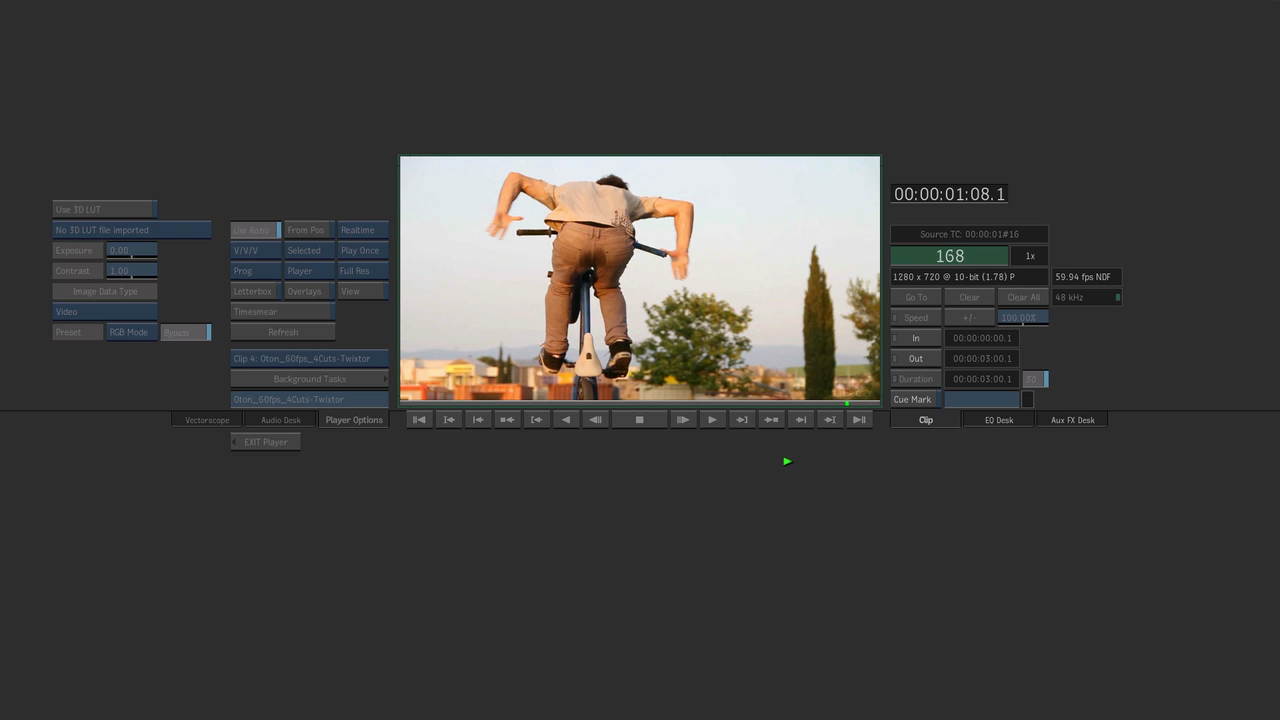 Use 3D LUT
No 3D LUT file imported
Exposure 0.00
Contrast 1.00
Image Data Type
Video
Preset RGB Mode Bypass
From Pos Realtime
V/V/V Selected Play Once
Prog Player Full Res
Letterbox Overlays View
Timesmear
Refresh
Clip 4: Oton_60fps_4Cuts-Twixtor
Background Tasks
Oton_60fps_4Cuts-Twixtor
Vectorscope Audio Desk Player Options
EXIT Player
00:00:01:08.1
Source TC: 00:00:01#16
168 1x
1280 x 720 @ 10-bit (1.78) P 59.94 fps NDF
Go To Clear Clear All 48 kHz
Speed +/- 100.00%
In 00:00:00:00.1
Out 00:00:03:00.1
Duration 00:00:03:00.1 30
Cue Mark
Clip EQ Desk Aux FX Desk